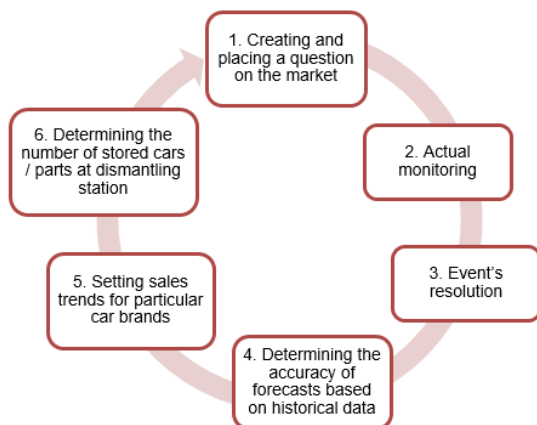 1. Creating and
placing a question
on the market
2. Actual
monitoring
3. Event's
resolution
4. Determining the
accuracy of
forecasts based
on historical data
5. Setting sales
trends for particular
car brands
6. Determining the
number of stored cars
/ parts at dismantling
station